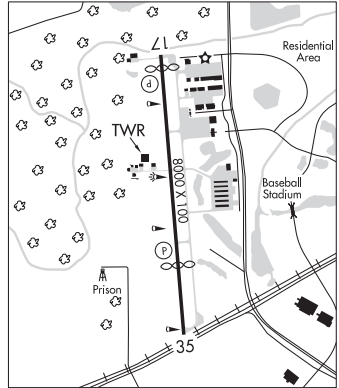 17
Residential
Area
P
TWR
8000 X 100
Baseball
Stadium
P
Prison
35